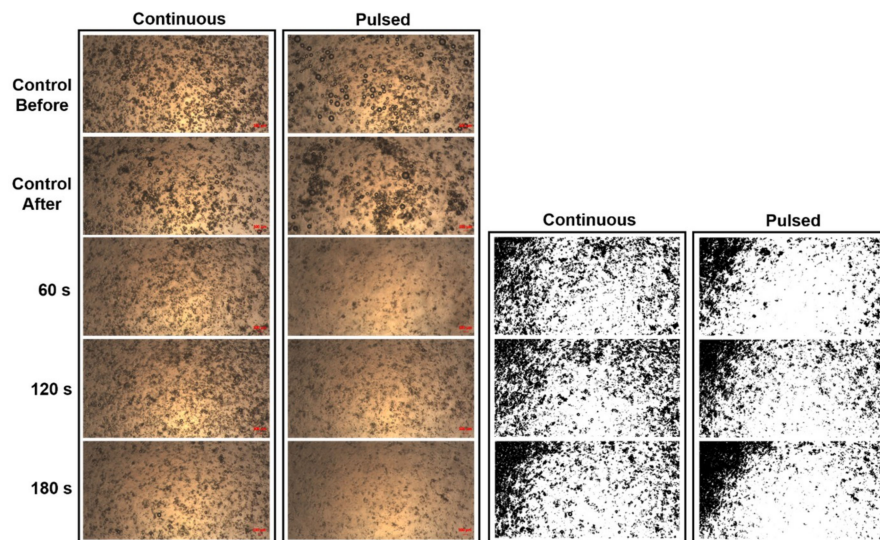 Continuous
Pulsed
Control
Before
Control
After
Continuous
Pulsed
60 s
120 s
180 s